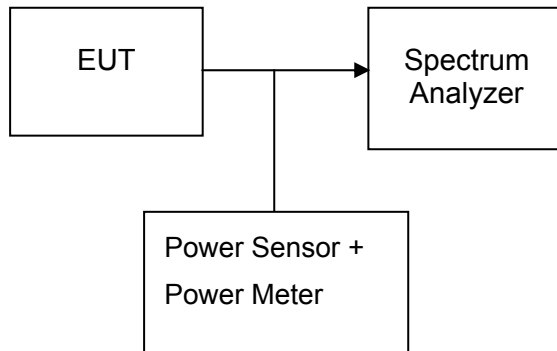 EUT
Spectrum
Analyzer
Power Sensor +
Power Meter